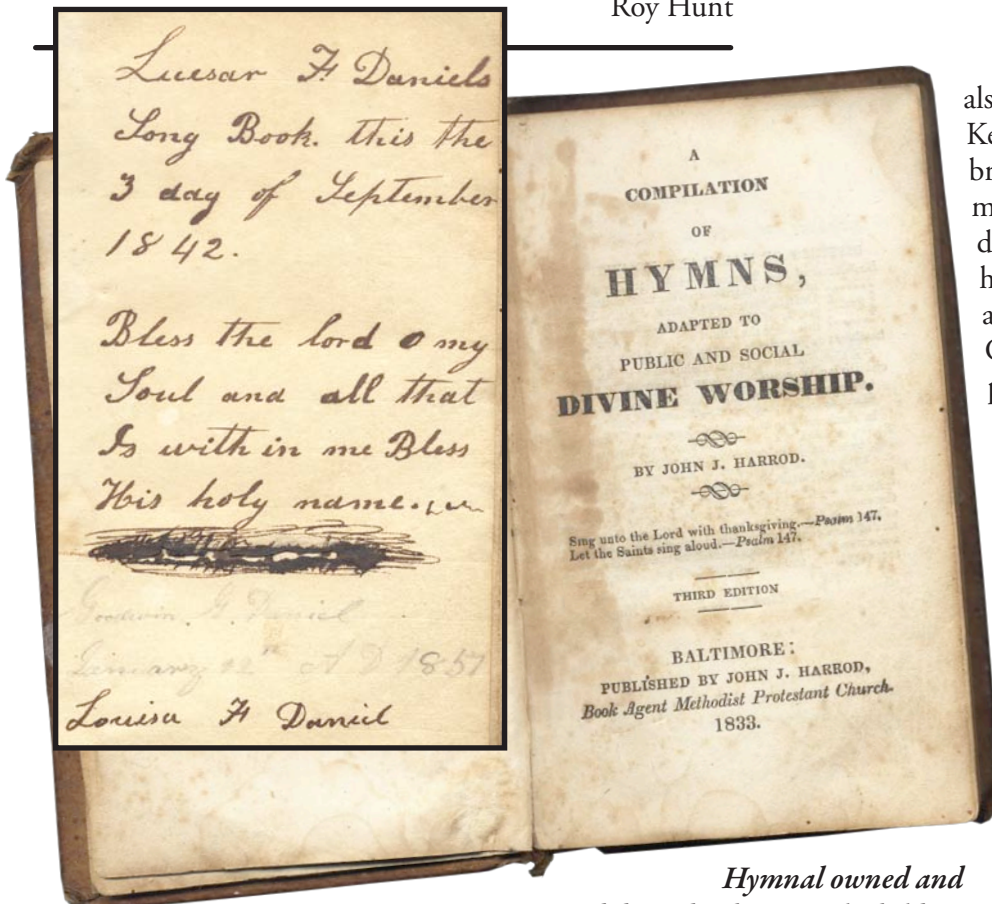 Roy Hunt
Luesar H Daniels
Song Book. this the
3 day of September
1842.
Bless the lord o my
Soul and all that
Is with in me Bless
His holy name.
Goodwin G. Daniel
January 12th A D 1857
Louisa H Daniel
A
COMPILATION
OF
HYMNS,
ADAPTED TO
PUBLIC AND SOCIAL
DIVINE WORSHIP.
BY JOHN J. HARROD.
Sing unto the Lord with thanksgiving.—Psalm 147.
Let the Saints sing aloud.—Psalm 147.
THIRD EDITION
BALTIMORE:
PUBLISHED BY JOHN J. HARROD,
Book Agent Methodist Protestant Church.
1833.
Hymnal owned and